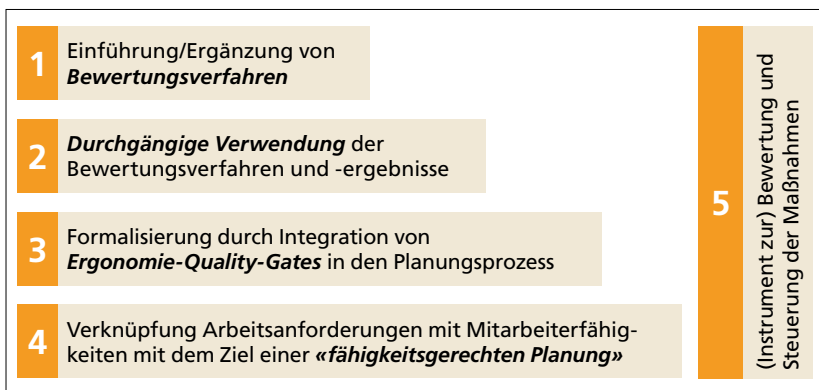 1 Einführung/Ergänzung von
Bewertungsverfahren
2 Durchgängige Verwendung der
Bewertungsverfahren und -ergebnisse
3 Formalisierung durch Integration von
Ergonomie-Quality-Gates in den Planungsprozess
4 Verknüpfung Arbeitsanforderungen mit Mitarbeiterfähig-
keiten mit dem Ziel einer «fähigkeitsgerechten Planung»
5 (Instrument zur) Bewertung und
Steuerung der Maßnahmen